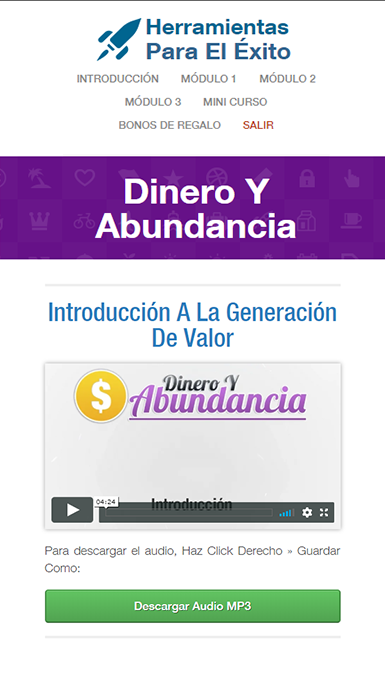 Herramientas
Para El Éxito
INTRODUCCIÓN MÓDULO 1 MÓDULO 2
MÓDULO 3 MINI CURSO
BONOS DE REGALO SALIR
Dinero Y
Abundancia
Introducción A La Generación
De Valor
$ Dinero Y
Abundancia
04:24
Introducción
Para descargar el audio, Haz Click Derecho » Guardar
Como:
Descargar Audio MP3